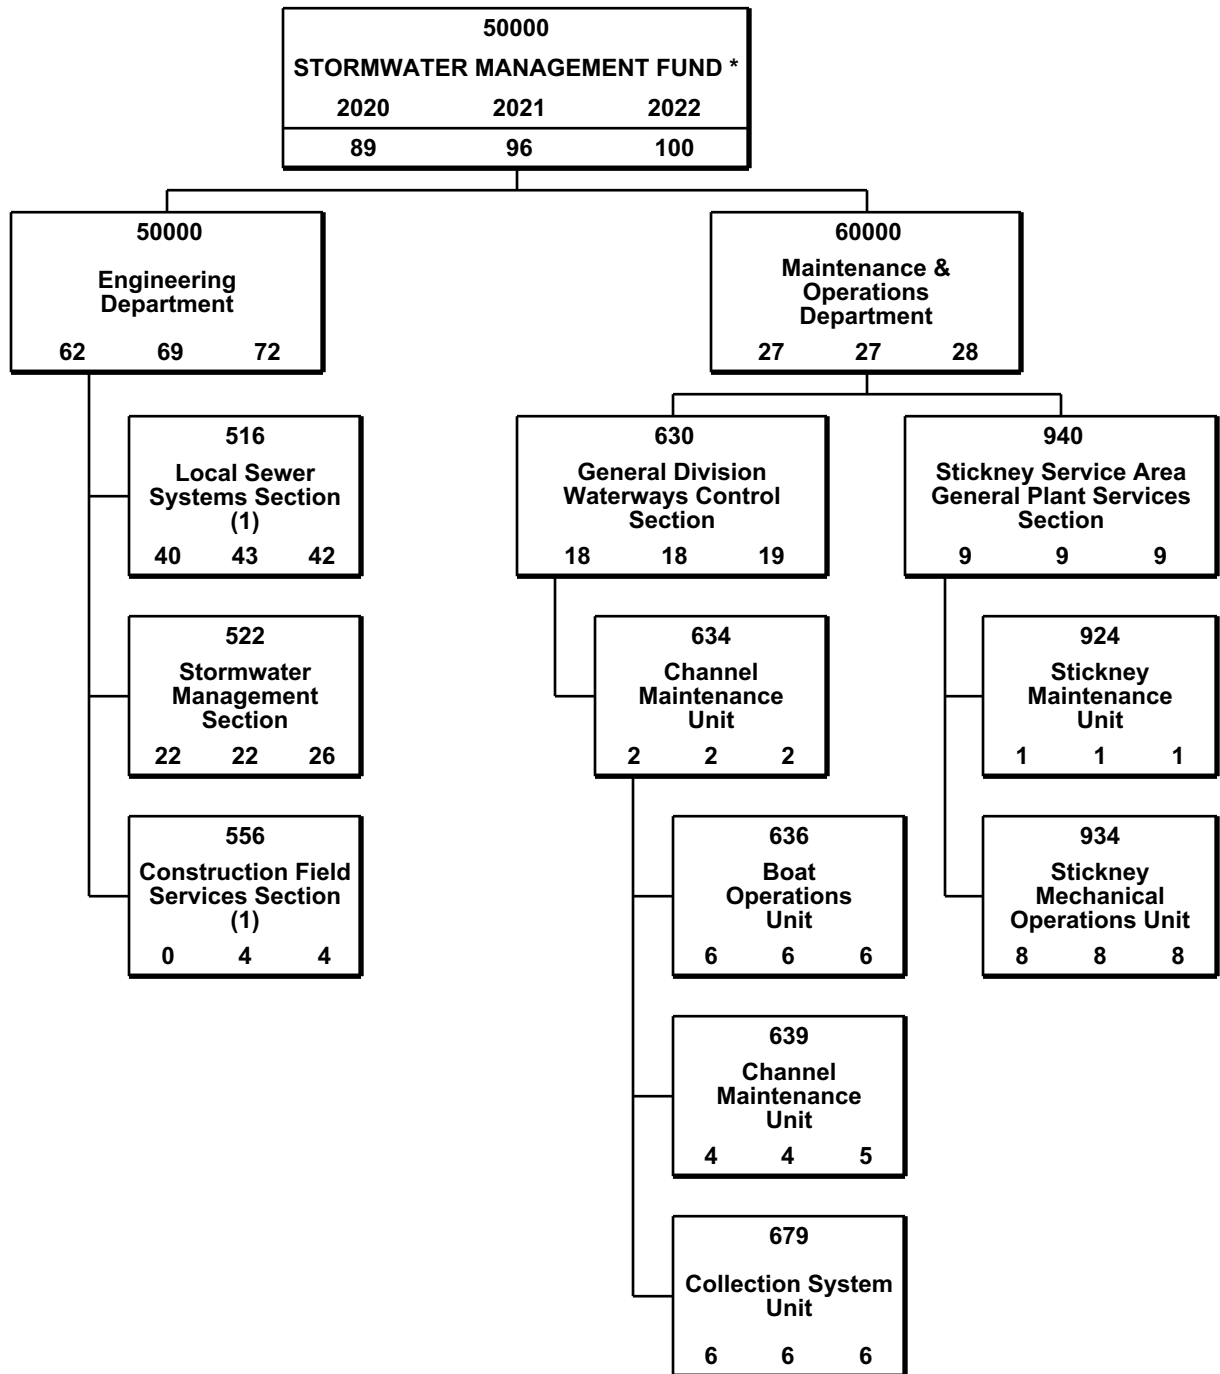 50000
STORMWATER MANAGEMENT FUND *
2020 2021 2022
89 96 100
50000
Engineering
Department
62 69 72
60000
Maintenance &
Operations
Department
27 27 28
516
Local Sewer
Systems Section
(1)
40 43 42
522
Stormwater
Management
Section
22 22 26
556
Construction Field
Services Section
(1)
0 4 4
630
General Division
Waterways Control
Section
18 18 19
634
Channel
Maintenance
Unit
2 2 2
636
Boat
Operations
Unit
6 6 6
639
Channel
Maintenance
Unit
4 4 5
679
Collection System
Unit
6 6 6
940
Stickney Service Area
General Plant Services
Section
9 9 9
924
Stickney
Maintenance
Unit
1 1 1
934
Stickney
Mechanical
Operations Unit
8 8 8